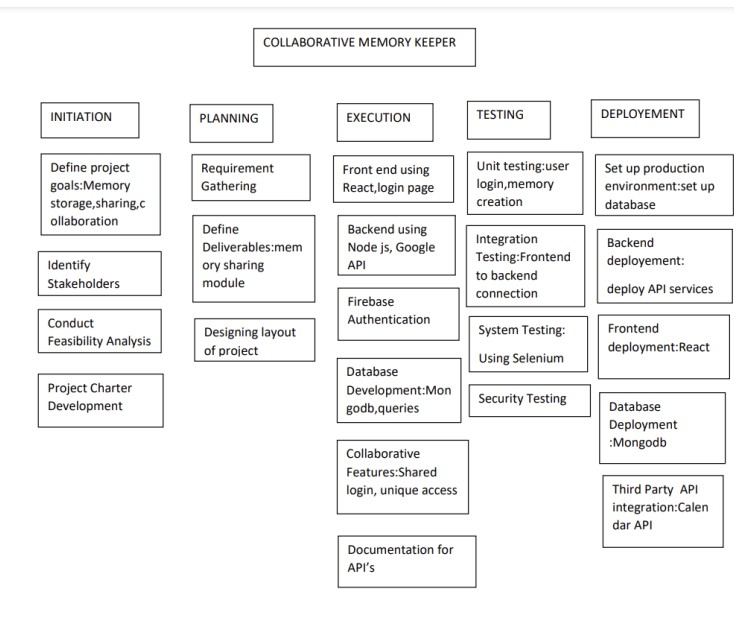 COLLABORATIVE MEMORY KEEPER
INITIATION
Define project
goals:Memory
storage,sharing,c
ollaboration
Identify
Stakeholders
Conduct
Feasibility Analysis
Project Charter
Development
PLANNING
Requirement
Gathering
Define
Deliverables:mem
ory sharing
module
Designing layout
of project
EXECUTION
Front end using
React,login page
Backend using
Node js, Google
API
Firebase
Authentication
Database
Development:Mon
godb,queries
Collaborative
Features:Shared
login, unique access
Documentation for
API's
TESTING
Unit testing:user
login,memory
creation
Integration
Testing:Frontend
to backend
connection
System Testing:
Using Selenium
Security Testing
DEPLOYEMENT
Set up production
environment:set up
database
Backend
deployement:
deploy API services
Frontend
deployment:React
Database
Deployment
:Mongodb
Third Party  API
integration:Calen
dar API